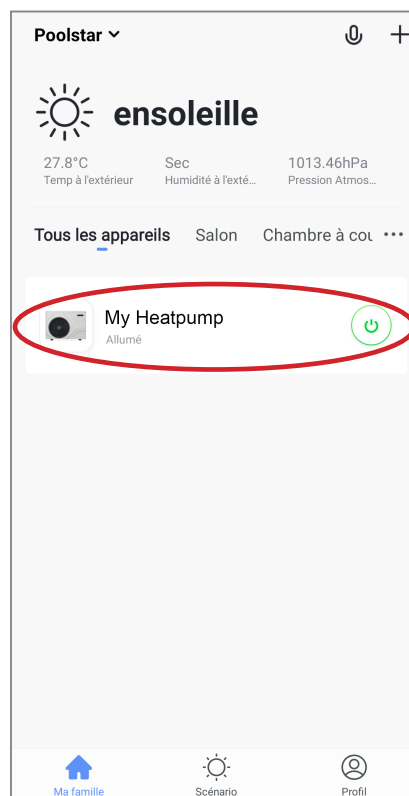 Poolstar
ensoleille
27.8°C Sec 1013.46hPa
Temp à l'extérieur Humidité à l'exté... Pression Atmos...
Tous les appareils Salon Chambre à cou ...
My Heatpump
Allumé
Ma famille Scénario Profil